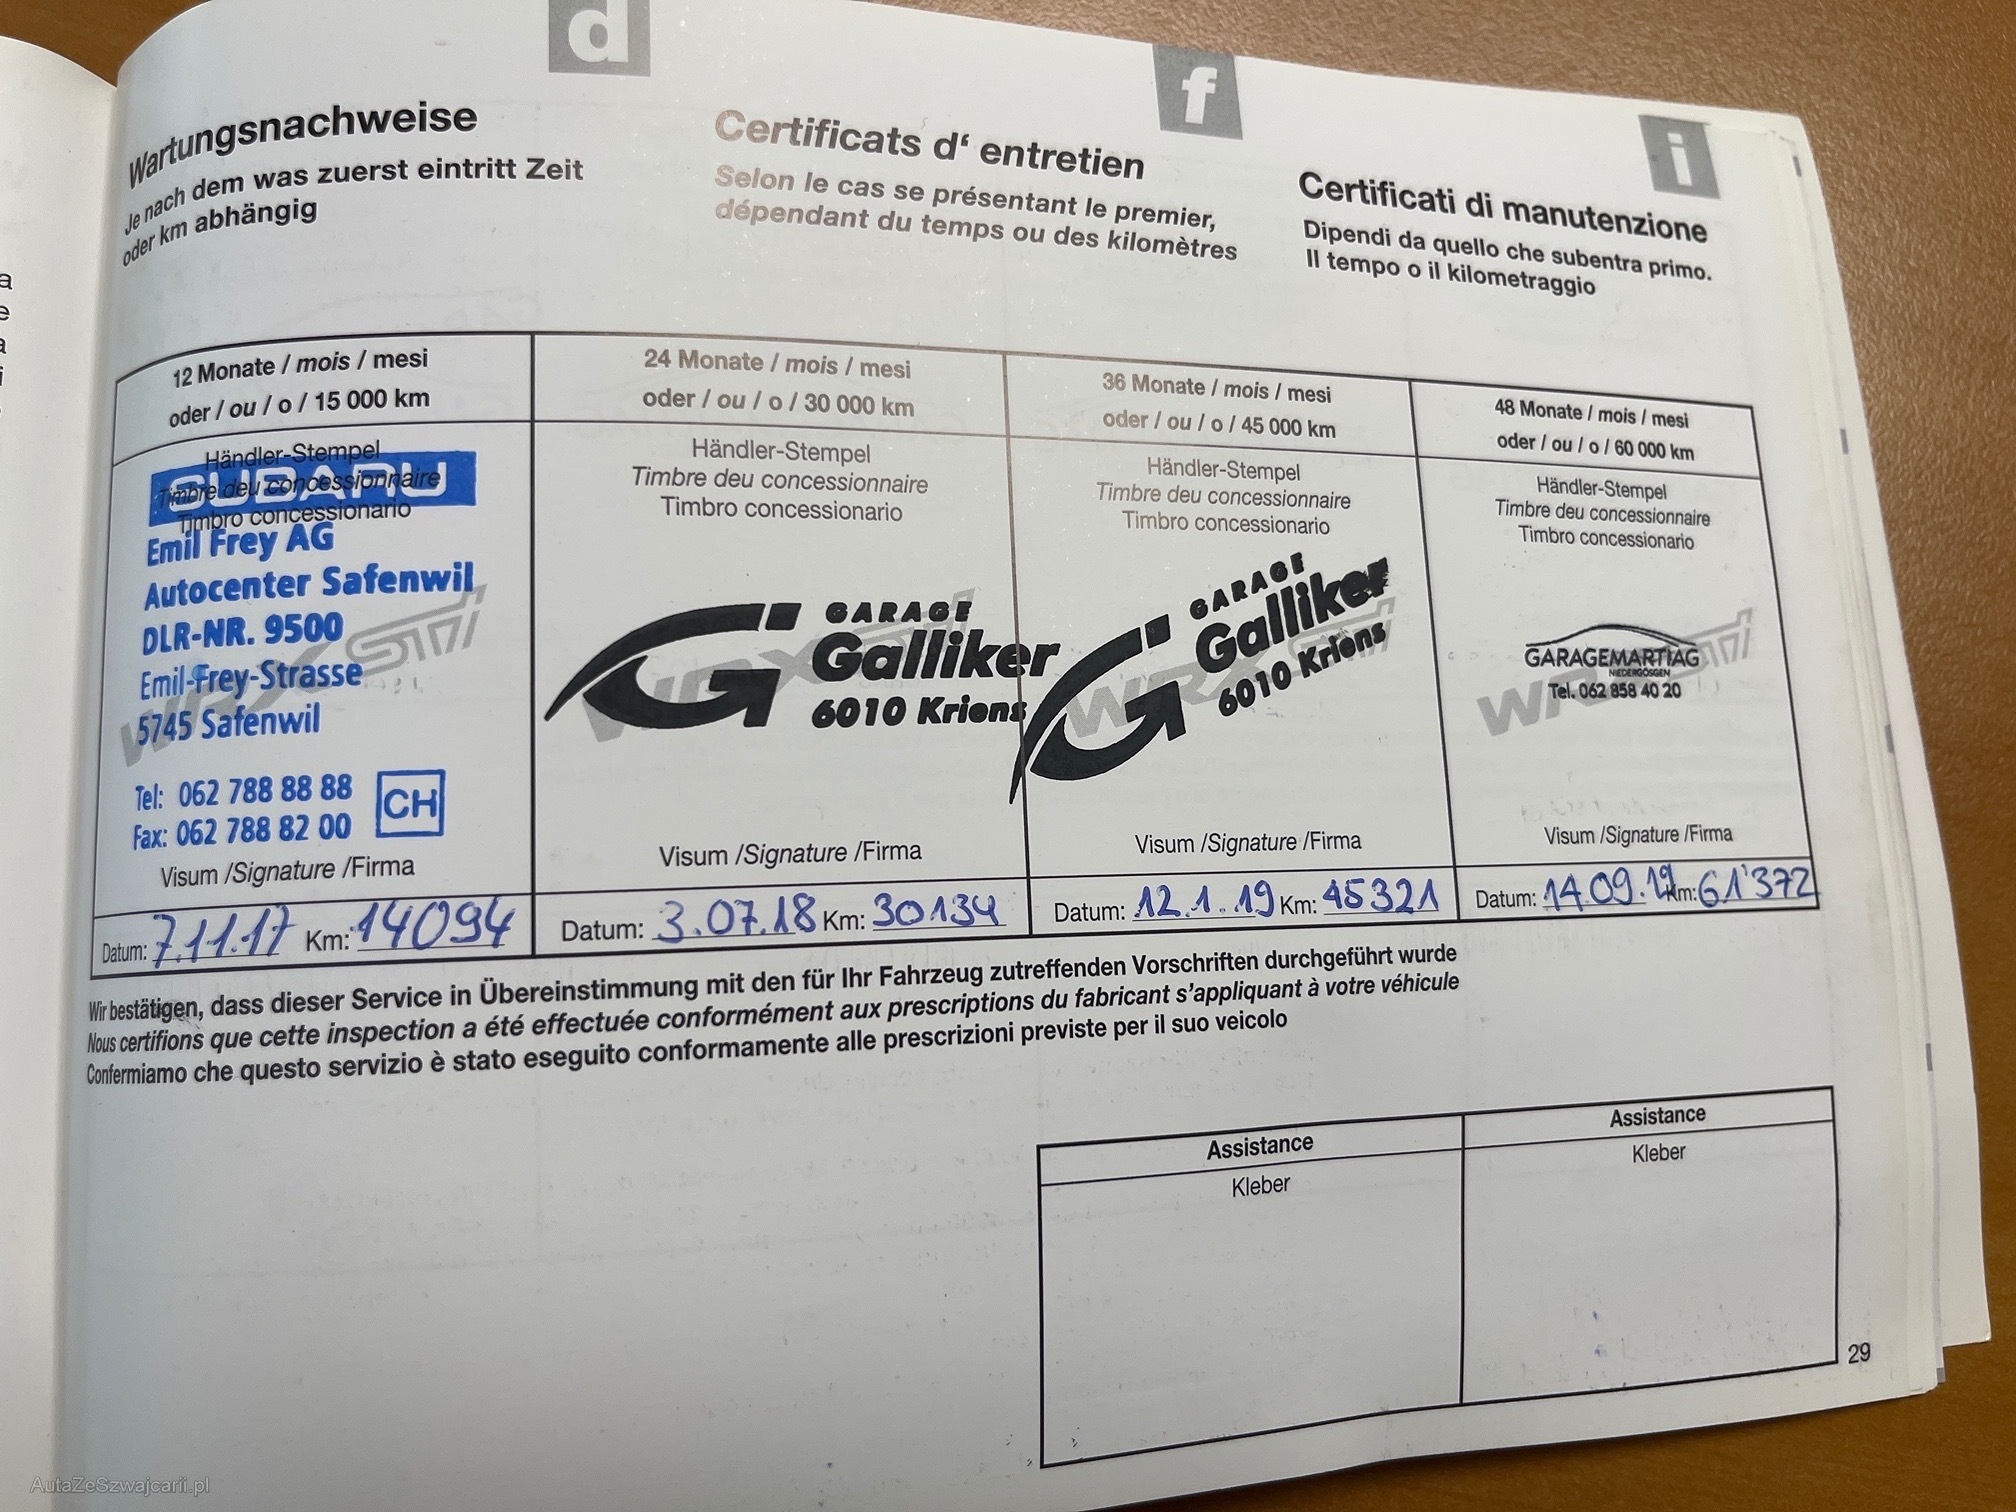 d
f
i
Wartungsnachweise
Je nach dem was zuerst eintritt Zeit
oder km abhängig
Certificats d‘ entretien
Selon le cas se présentant le premier,
dépendant du temps ou des kilomètres
Certificati di manutenzione
Dipendi da quello che subentra primo.
Il tempo o il kilometraggio
12 Monate / mois / mesi
oder / ou / o / 15 000 km
Händler-Stempel
Timbre deu concessionnaire
Timbro concessionario
SUBARU
Emil Frey AG
Autocenter Safenwil
DLR-NR. 9500
Emil-Frey-Strasse
5745 Safenwil
WRX STI
Tel: 062 788 88 88
Fax: 062 788 82 00
CH
Visum /Signature /Firma
Datum: 7.11.17 Km: 14094
24 Monate / mois / mesi
oder / ou / o / 30 000 km
Händler-Stempel
Timbre deu concessionnaire
Timbro concessionario
GARAGE
Galliker
6010 Kriens
WRX
Visum /Signature /Firma
Datum: 3.07.18 Km: 30134
36 Monate / mois / mesi
oder / ou / o / 45 000 km
Händler-Stempel
Timbre deu concessionnaire
Timbro concessionario
GARAGE
Galliker
6010 Kriens
WRX STI
Visum /Signature /Firma
Datum: 12.1.19 Km: 45321
48 Monate / mois / mesi
oder / ou / o / 60 000 km
Händler-Stempel
Timbre deu concessionnaire
Timbro concessionario
GARAGEMARTIAG
NIEDERGÖSGEN
Tel. 062 858 40 20
WRX STI
Visum /Signature /Firma
Datum: 14.09.19 Km: 61'372
Wir bestätigen, dass dieser Service in Übereinstimmung mit den für Ihr Fahrzeug zutreffenden Vorschriften durchgeführt wurde
Nous certifions que cette inspection a été effectuée conformément aux prescriptions du fabricant s’appliquant à votre véhicule
Confermiamo che questo servizio è stato eseguito conformamente alle prescrizioni previste per il suo veicolo
Assistance
Kleber
Assistance
Kleber
29
AutaZeSzwajcarii.pl